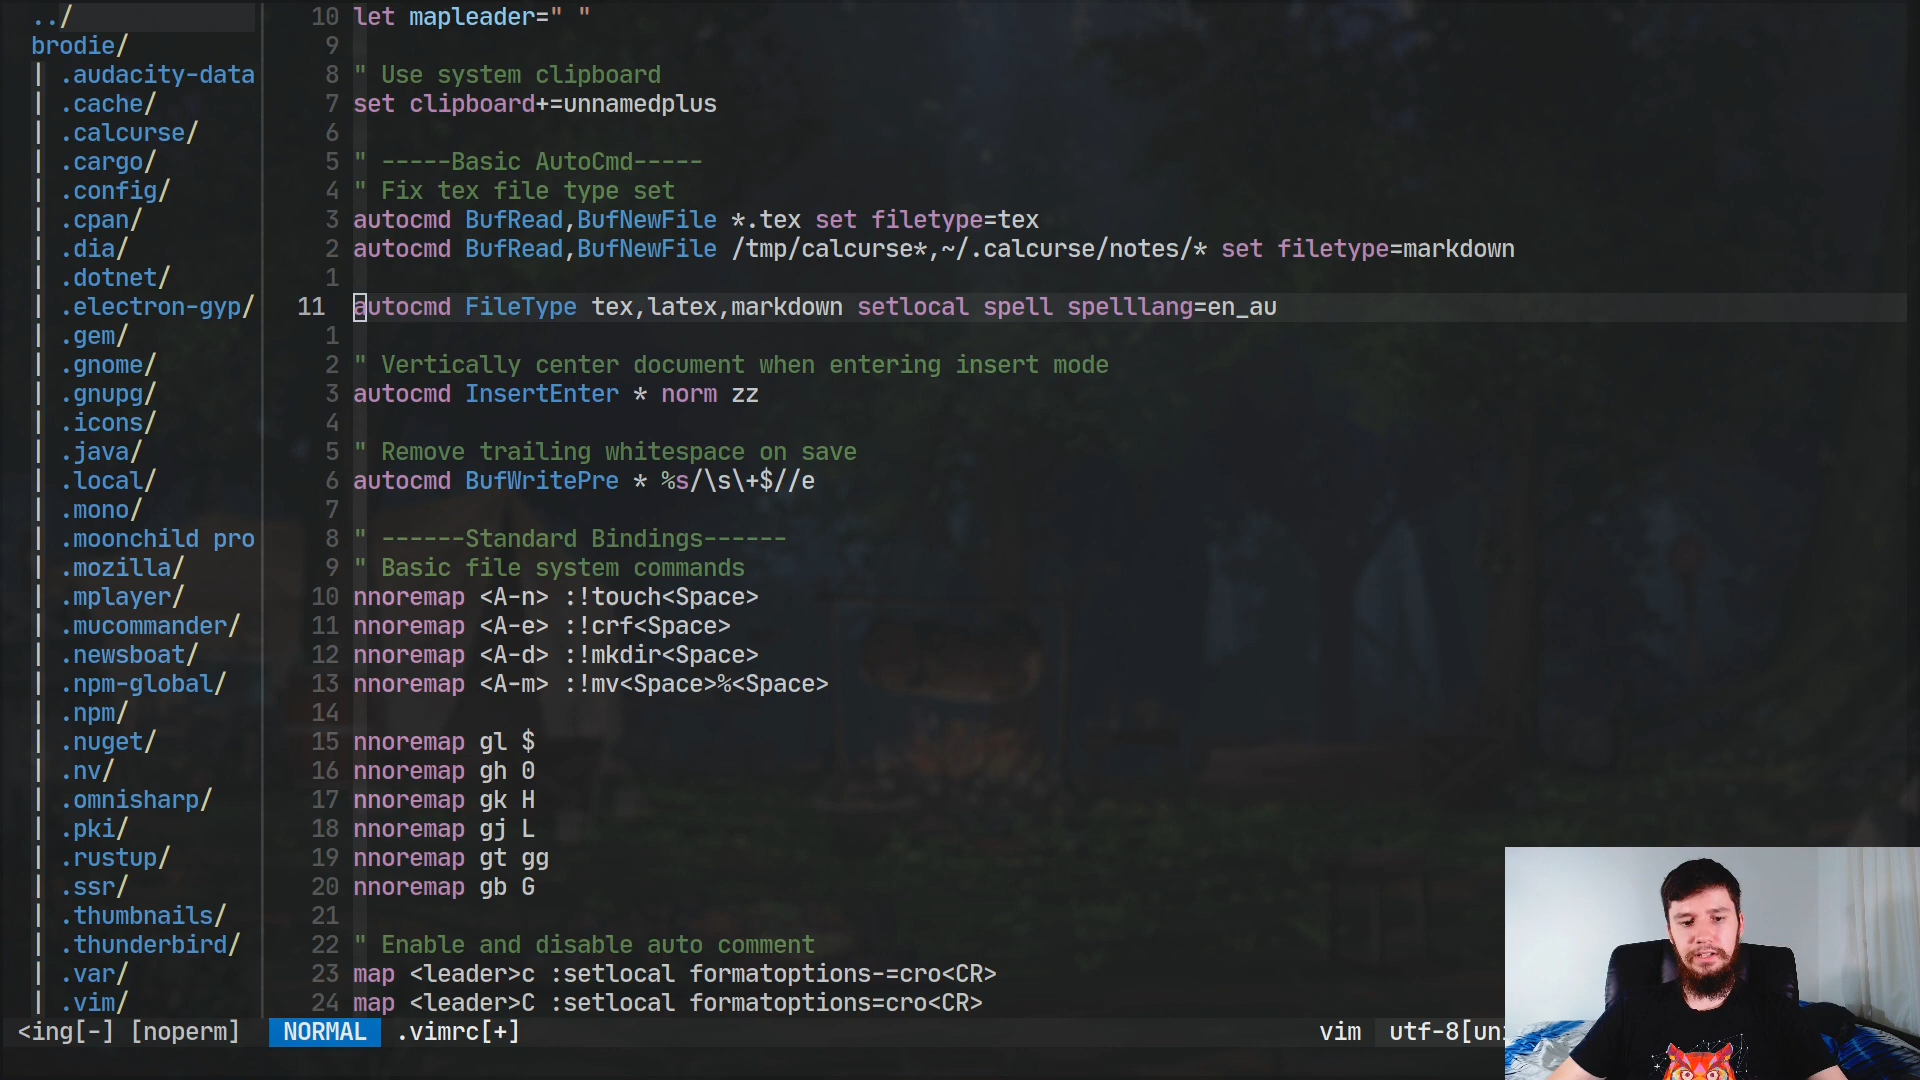 ../
brodie/
| .audacity-data
| .cache/
| .calcurse/
| .cargo/
| .config/
| .cpan/
| .dia/
| .dotnet/
| .electron-gyp/
| .gem/
| .gnome/
| .gnupg/
| .icons/
| .java/
| .local/
| .mono/
| .moonchild pro
| .mozilla/
| .mplayer/
| .mucommander/
| .newsboat/
| .npm-global/
| .npm/
| .nuget/
| .nv/
| .omnisharp/
| .pki/
| .rustup/
| .ssr/
| .thumbnails/
| .thunderbird/
| .var/
| .vim/
10 let mapleader=" "
9
8 " Use system clipboard
7 set clipboard+=unnamedplus
6
5 " -----Basic AutoCmd-----
4 " Fix tex file type set
3 autocmd BufRead,BufNewFile *.tex set filetype=tex
2 autocmd BufRead,BufNewFile /tmp/calcurse*,~/.calcurse/notes/* set filetype=markdown
1
11 autocmd FileType tex,latex,markdown setlocal spell spelllang=en_au
1
2 " Vertically center document when entering insert mode
3 autocmd InsertEnter * norm zz
4
5 " Remove trailing whitespace on save
6 autocmd BufWritePre * %s/\s\+$//e
7
8 " ------Standard Bindings------
9 " Basic file system commands
10 nnoremap <A-n> :!touch<Space>
11 nnoremap <A-e> :!crf<Space>
12 nnoremap <A-d> :!mkdir<Space>
13 nnoremap <A-m> :!mv<Space>%<Space>
14
15 nnoremap gl $
16 nnoremap gh 0
17 nnoremap gk H
18 nnoremap gj L
19 nnoremap gt gg
20 nnoremap gb G
21
22 " Enable and disable auto comment
23 map <leader>c :setlocal formatoptions-=cro<CR>
24 map <leader>C :setlocal formatoptions=cro<CR>
<ing[-] [noperm] NORMAL .vimrc[+] vim utf-8[uni